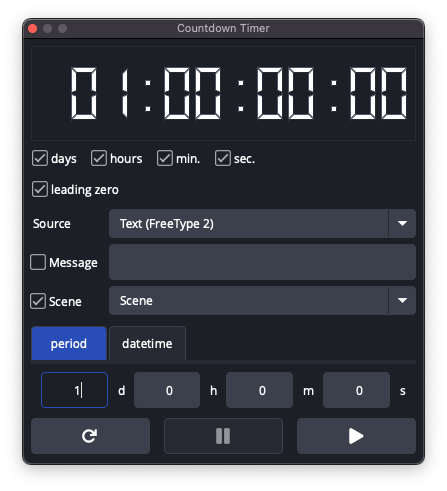 Countdown Timer
01:00:00:00
days hours min. sec.
leading zero
Source Text (FreeType 2)
Message
Scene Scene
period datetime
1 d 0 h 0 m 0 s